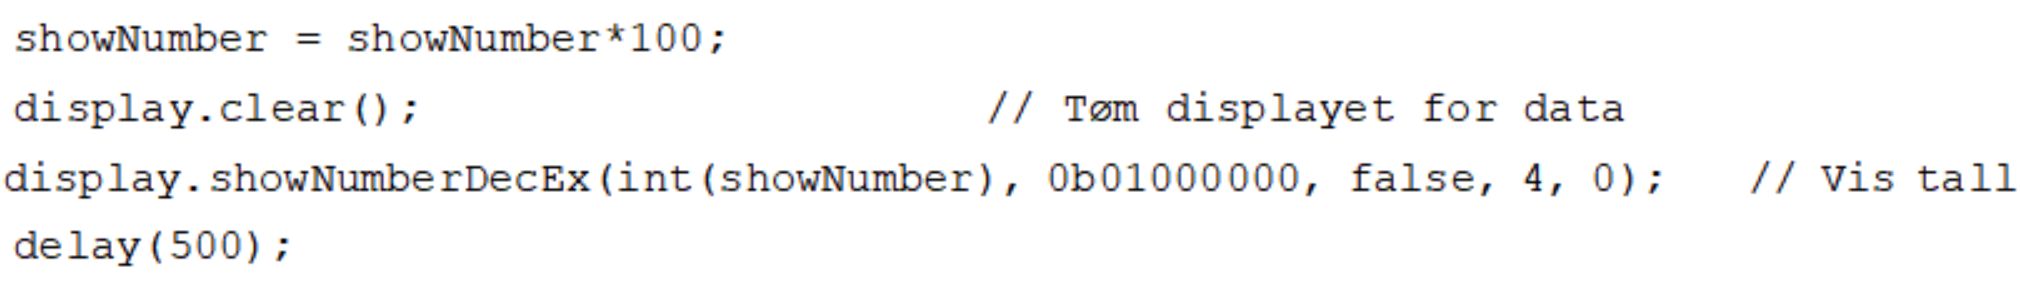 showNumber = showNumber*100;
display.clear(); // Tøm displayet for data
display.showNumberDecEx(int(showNumber), 0b01000000, false, 4, 0); // Vis tall
delay(500);